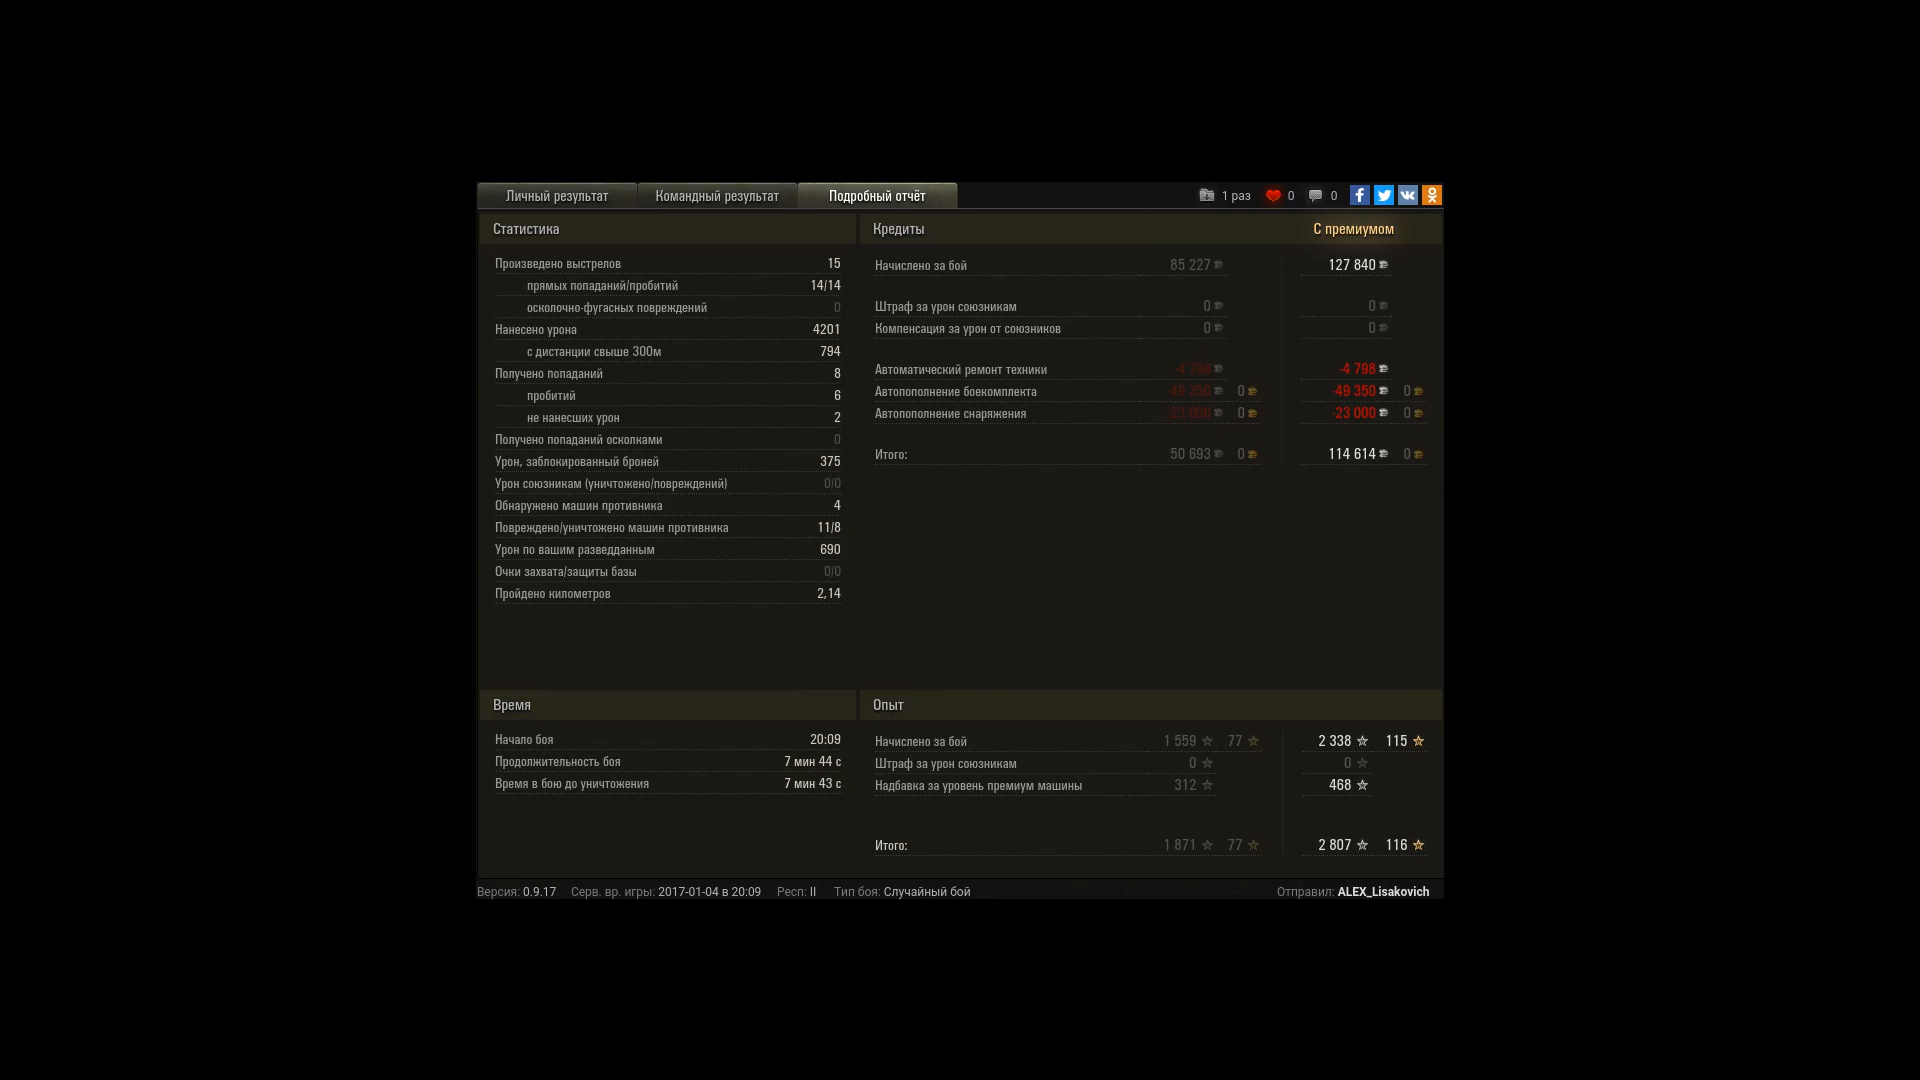 Личный результат Командный результат Подробный отчёт 1 раз 0 0
Статистика
Произведено выстрелов 15
прямых попаданий/пробитий 14/14
осколочно-фугасных повреждений 0
Нанесено урона 4201
с дистанции свыше 300м 794
Получено попаданий 8
пробитий 6
не нанесших урон 2
Получено попаданий осколками 0
Урон, заблокированный броней 375
Урон союзникам (уничтожено/повреждений) 0/0
Обнаружено машин противника 4
Повреждено/уничтожено машин противника 11/8
Урон по вашим разведданным 690
Очки захвата/защиты базы 0/0
Пройдено километров 2,14
Кредиты С премиумом
Начислено за бой 85 227 127 840
Штраф за урон союзникам 0 0
Компенсация за урон от союзников 0 0
Автоматический ремонт техники -4 798 -4 798
Автопополнение боекомплекта -49 350 0 -49 350 0
Автопополнение снаряжения -23 000 0 -23 000 0
Итого: 50 693 0 114 614 0
Время
Начало боя 20:09
Продолжительность боя 7 мин 44 с
Время в бою до уничтожения 7 мин 43 с
Опыт
Начислено за бой 1 559 77 2 338 115
Штраф за урон союзникам 0 0
Надбавка за уровень премиум машины 312 468
Итого: 1 871 77 2 807 116
Версия: 0.9.17 Серв. вр. игры: 2017-01-04 в 20:09 Респ: II Тип боя: Случайный бой Отправил: ALEX_Lisakovich